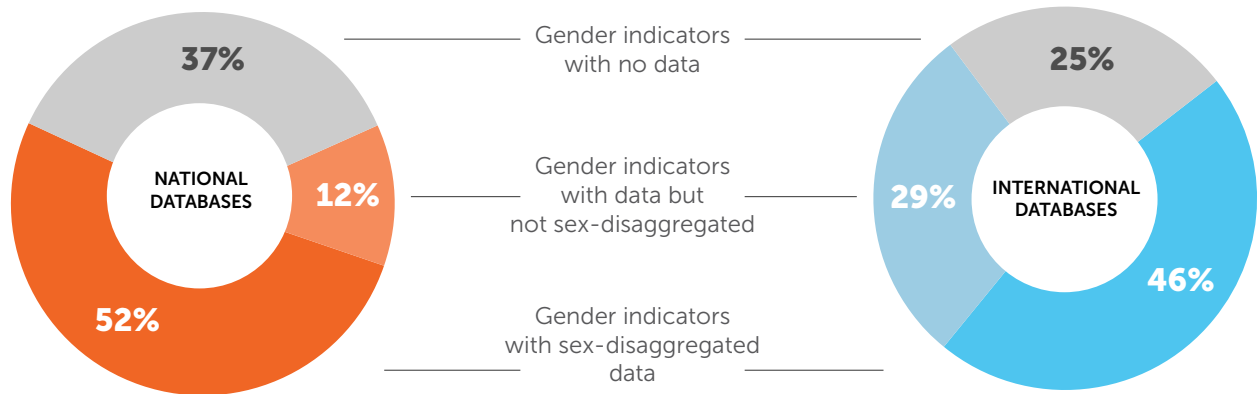 37%
NATIONAL
DATABASES
12%
52%
Gender indicators
with no data
Gender indicators
with data but
not sex-disaggregated
Gender indicators
with sex-disaggregated
data
25%
29%
INTERNATIONAL
DATABASES
46%